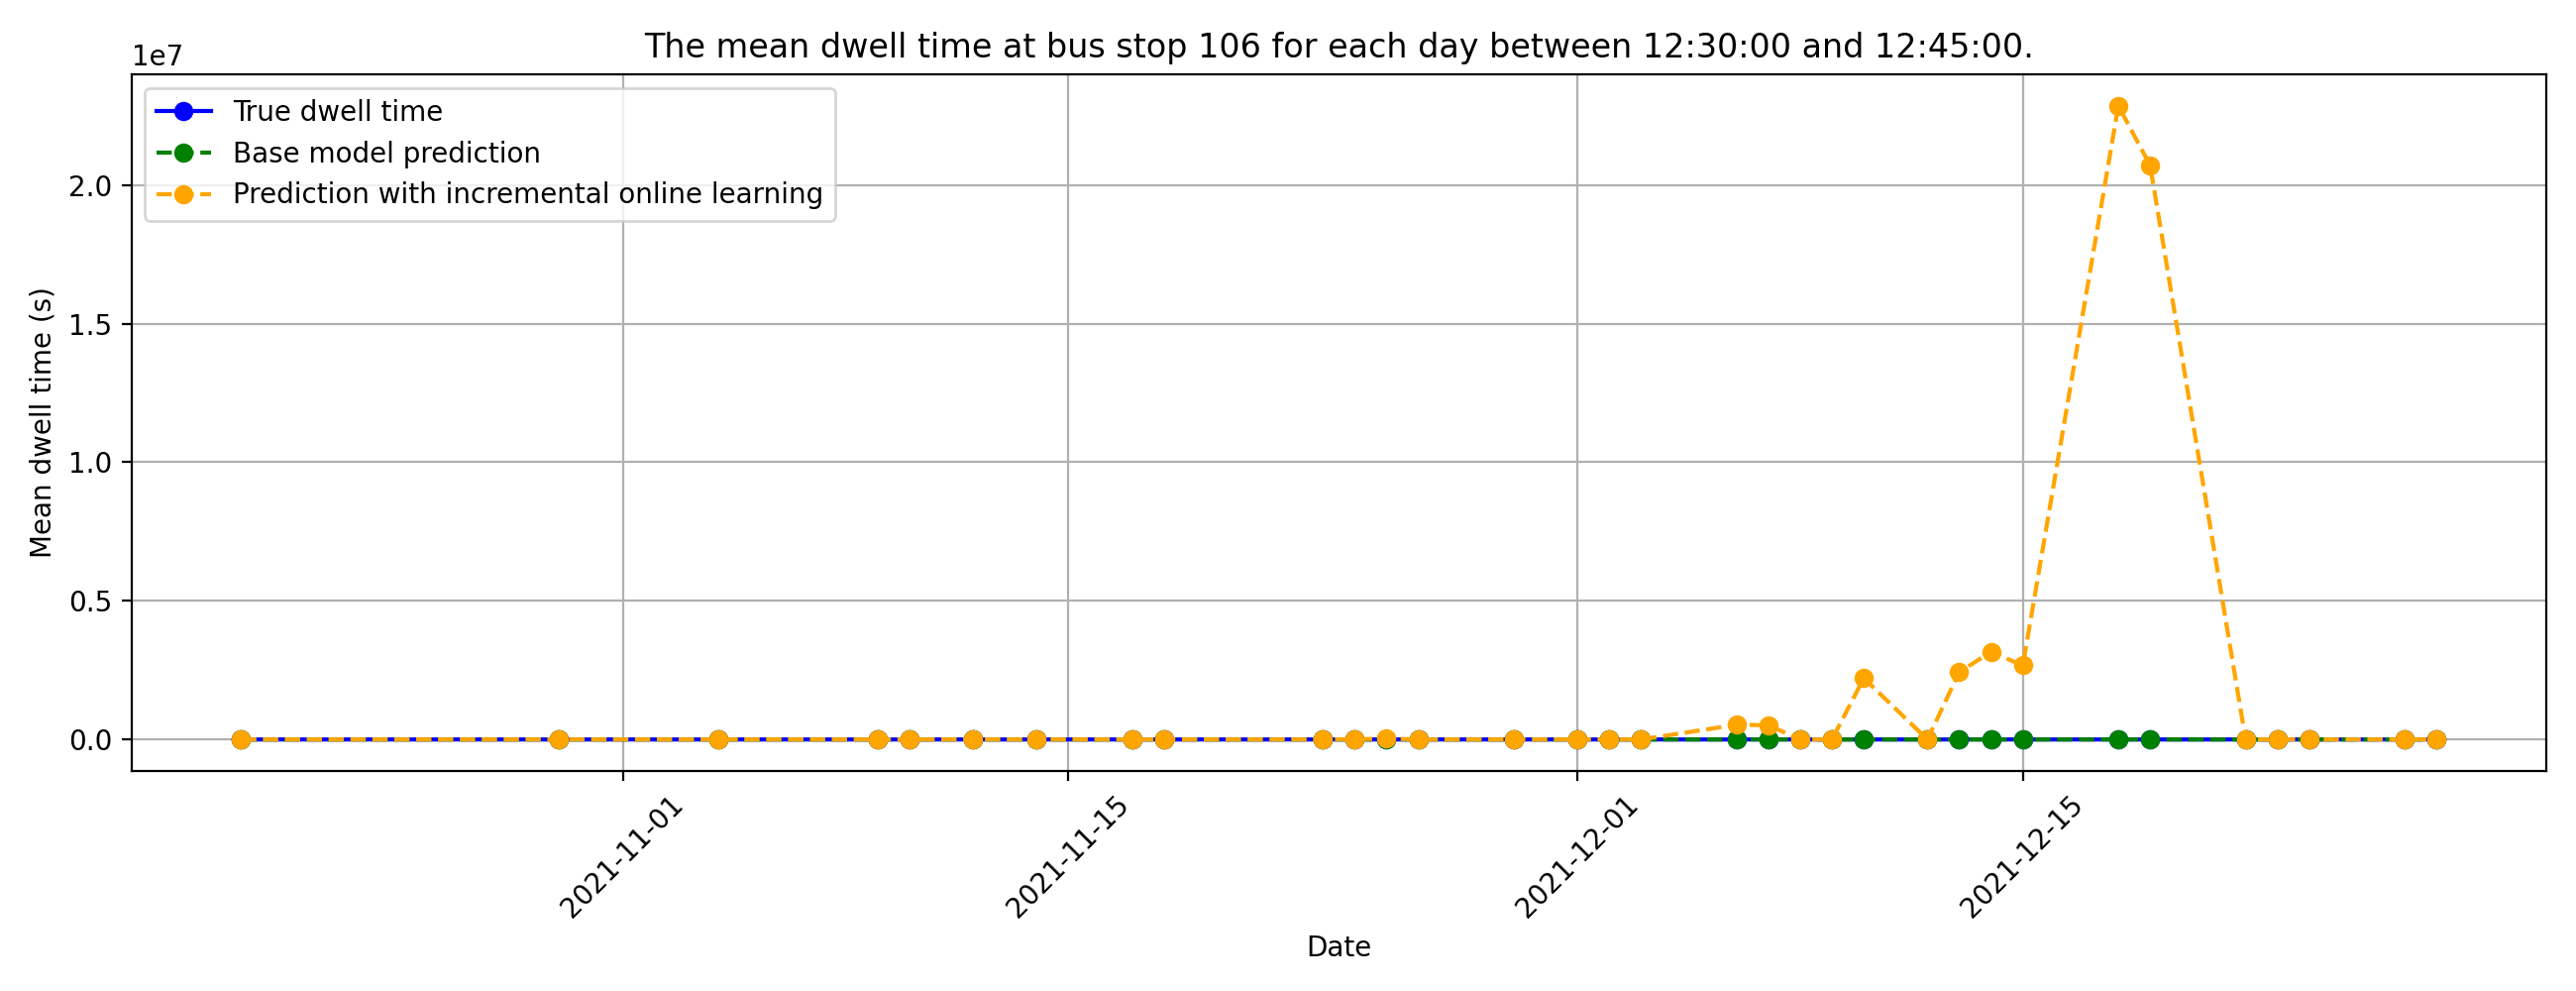 The mean dwell time at bus stop 106 for each day between 12:30:00 and 12:45:00.
1e7
True dwell time
Base model prediction
Prediction with incremental online learning
2.0
1.5
1.0
0.5
0.0
Mean dwell time (s)
2021-11-01
2021-11-15
2021-12-01
2021-12-15
Date